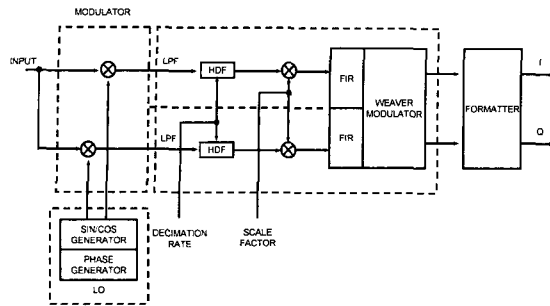 MODULATOR
INPUT
LPF
HDF
FIR
WEAVER
MODULATOR
FORMATTER
I
LPF
HDF
FIR
Q
SIN/COS
GENERATOR
PHASE
GENERATOR
LO
DECIMATION
RATE
SCALE
FACTOR